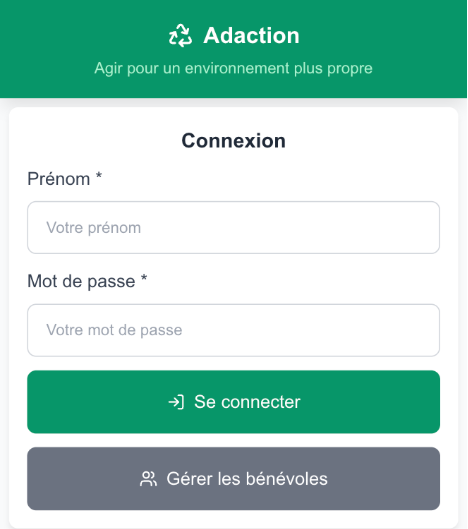 Adaction
Agir pour un environnement plus propre
Connexion
Prénom *
Votre prénom
Mot de passe *
Votre mot de passe
Se connecter
Gérer les bénévoles